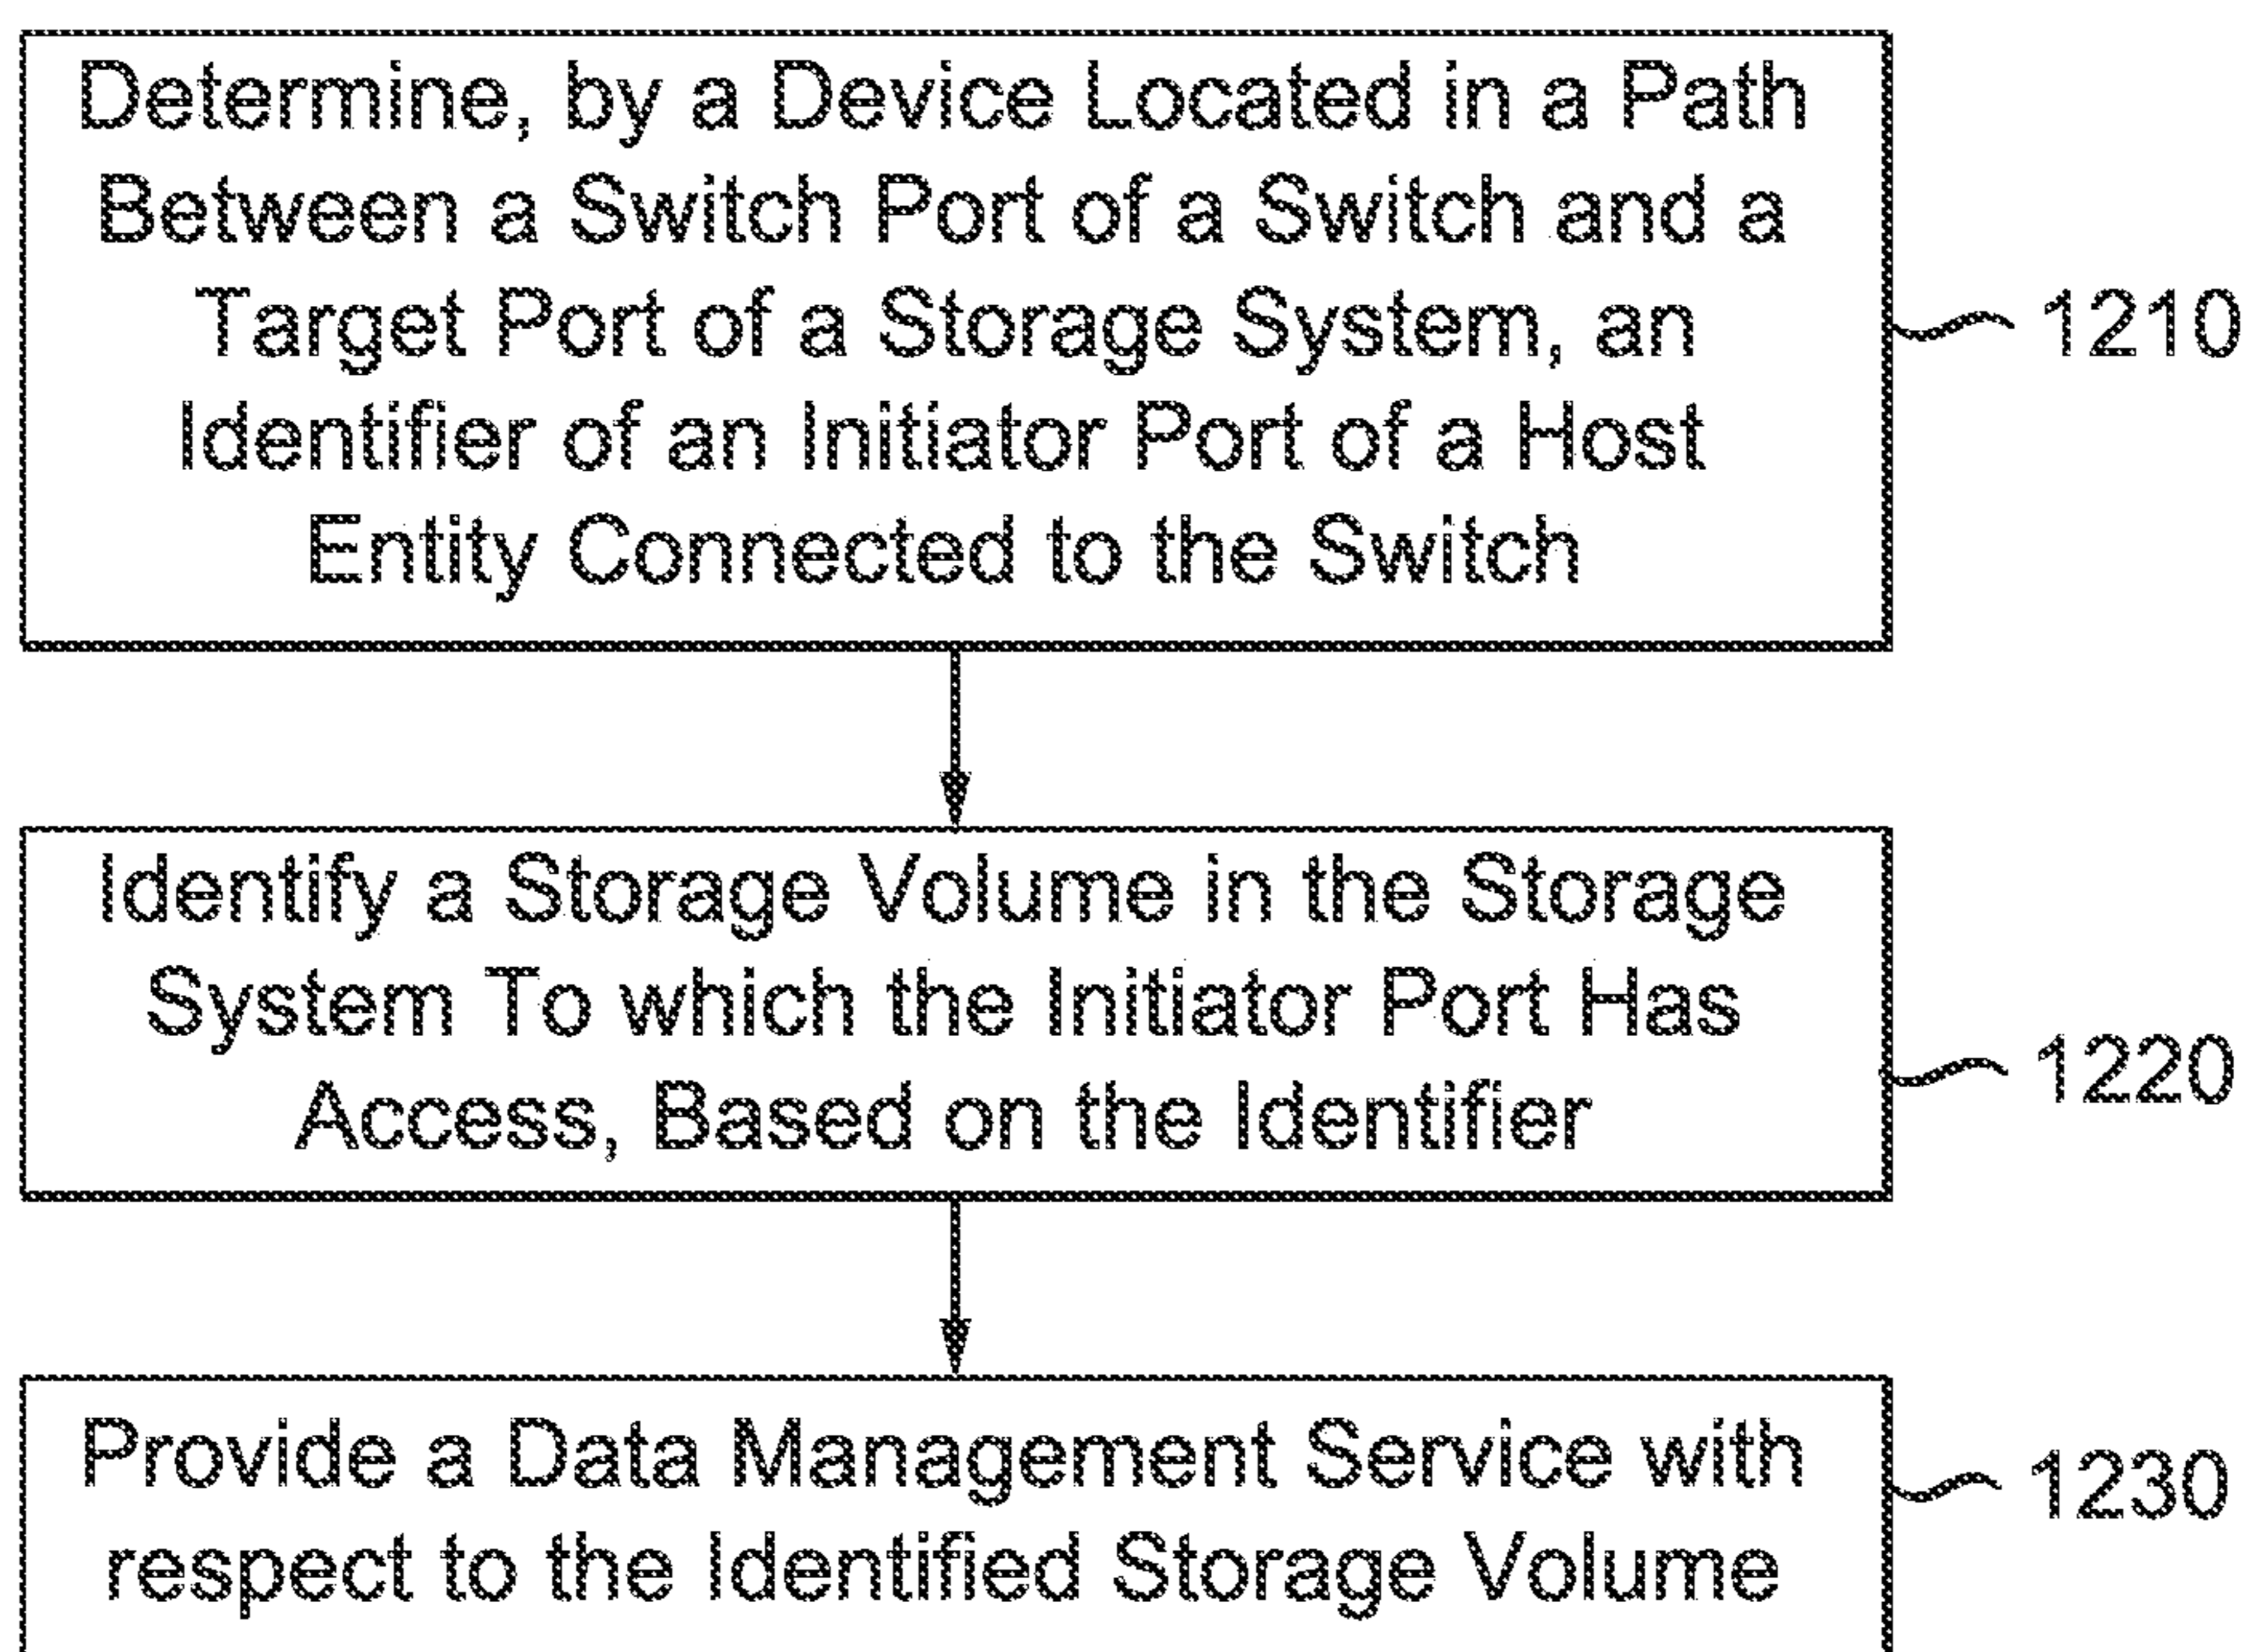 Determine, by a Device Located in a Path
Between a Switch Port of a Switch and a
Target Port of a Storage System, an
Identifier of an Initiator Port of a Host
Entity Connected to the Switch
1210
Identify a Storage Volume in the Storage
System To which the Initiator Port Has
Access, Based on the Identifier
1220
Provide a Data Management Service with
respect to the Identified Storage Volume
1230